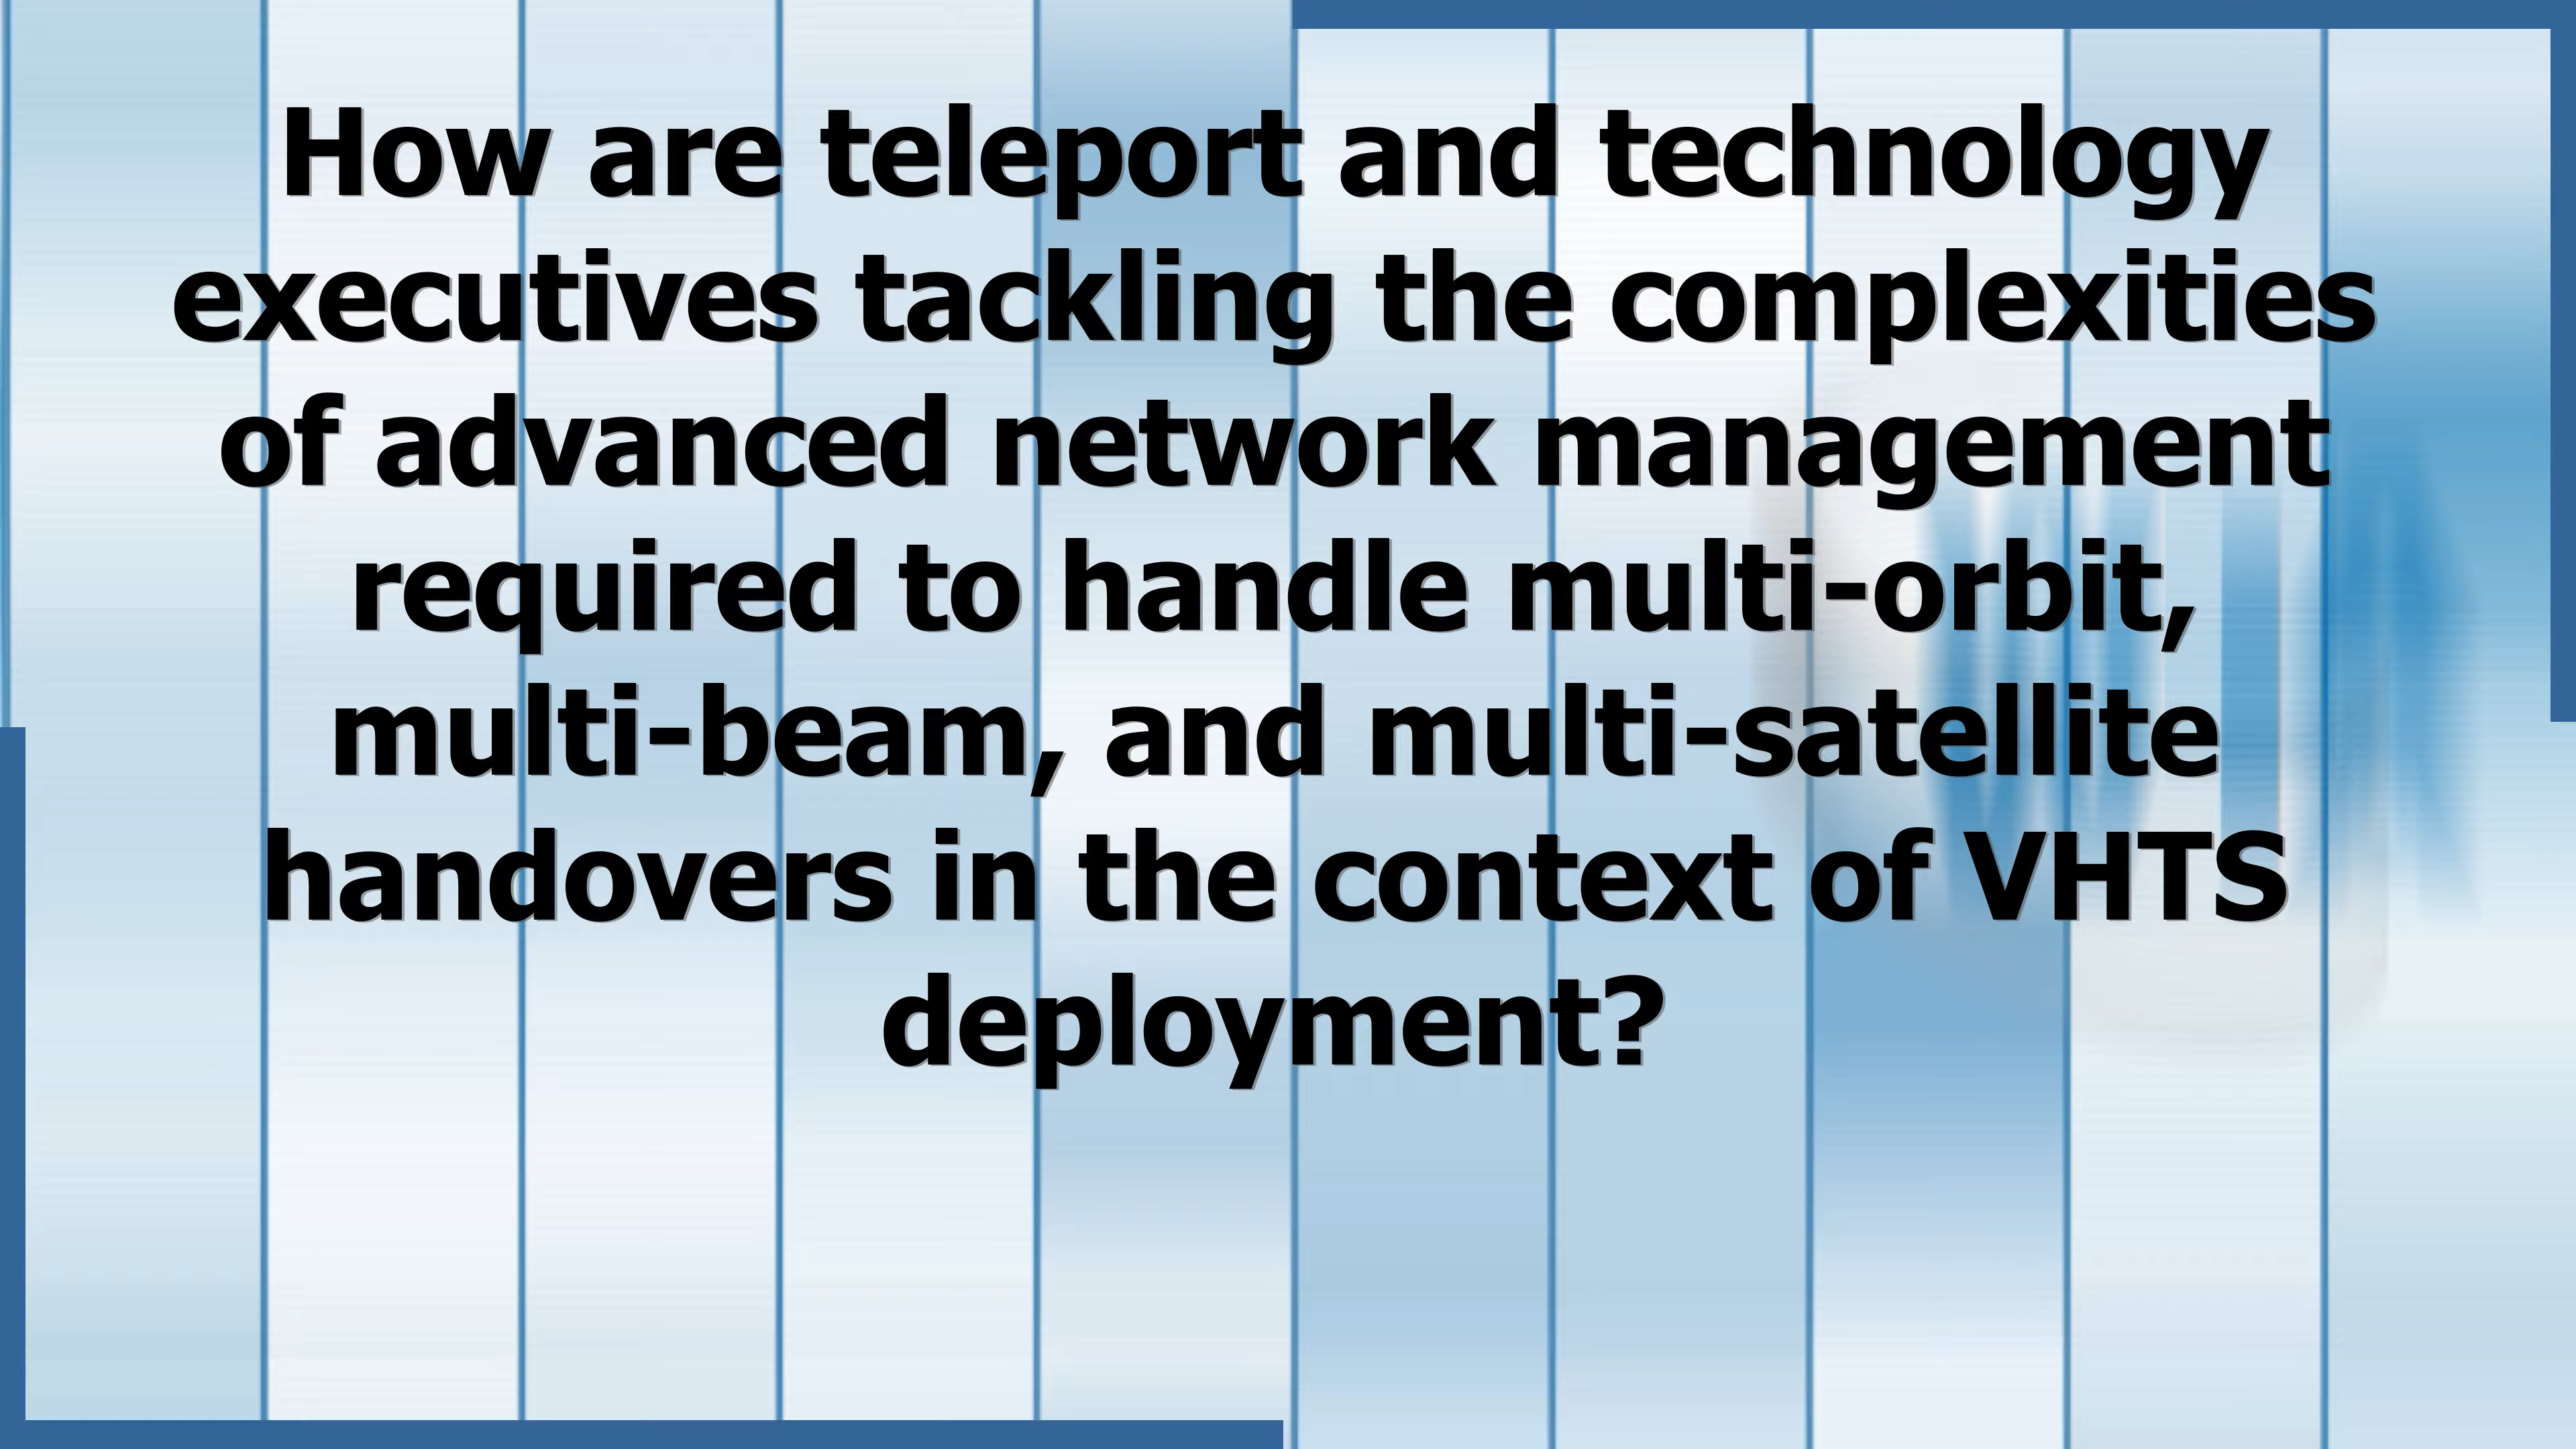 How are teleport and technology
executives tackling the complexities
of advanced network management
required to handle multi-orbit,
multi-beam, and multi-satellite
handovers in the context of VHTS
deployment?